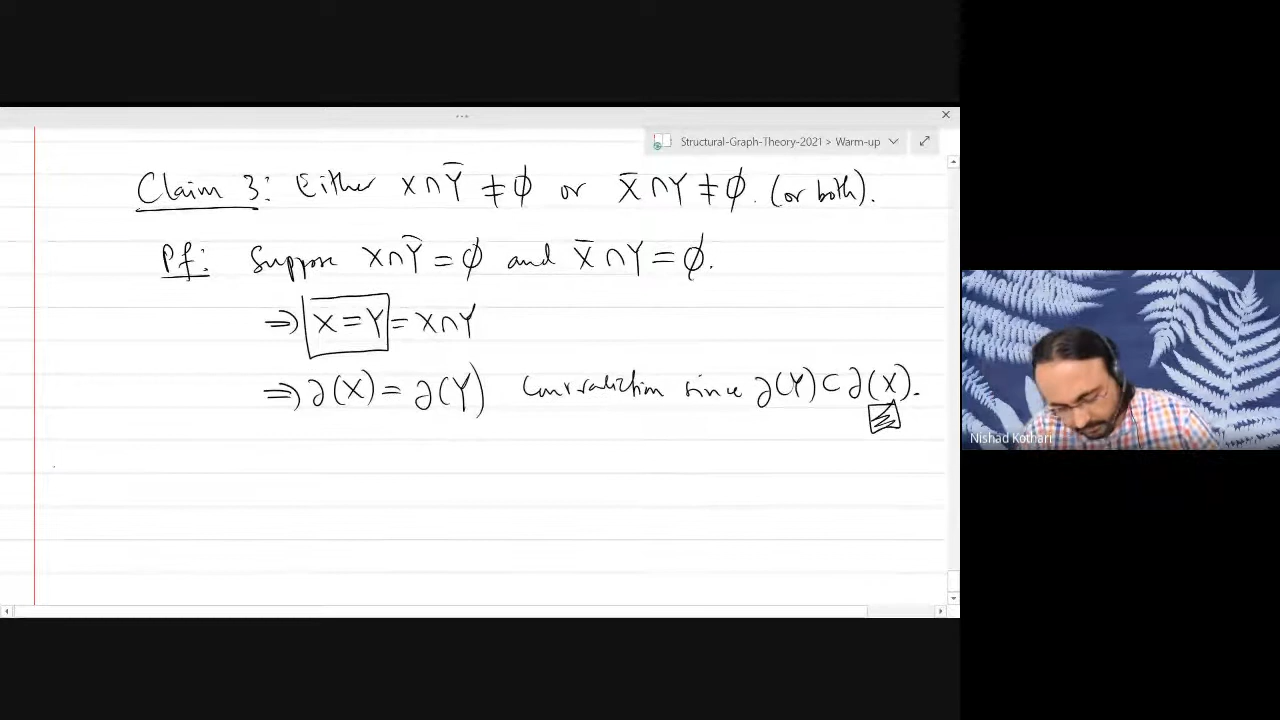 Structural-Graph-Theory-2021 > Warm-up
Claim 3: Either X∩Y̅ ≠ ϕ or X̅∩Y ≠ ϕ. (or both).
Pf: Suppose X∩Y̅ = ϕ and X̅∩Y = ϕ.
⇒ X = Y = X∩Y
⇒ ∂(X) = ∂(Y) Contradiction since ∂(Y) ⊂ ∂(X).
Nishad Kothari